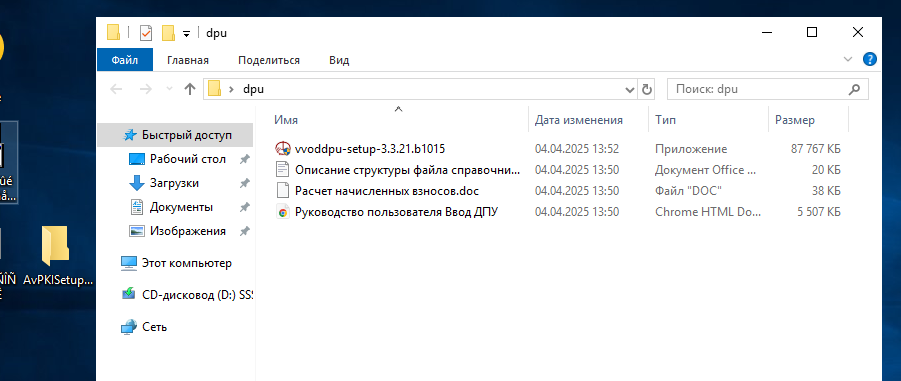 dpu
Файл Главная Поделиться Вид
dpu
Поиск: dpu
Имя Дата изменения Тип Размер
Быстрый доступ
Рабочий стол
Загрузки
Документы
Изображения
Этот компьютер
CD-дисковод (D:) SS
Сеть
vvoddpu-setup-3.3.21.b1015 04.04.2025 13:52 Приложение 87 767 КБ
Описание структуры файла справочни... 04.04.2025 13:50 Документ Office ... 20 КБ
Расчет начисленных взносов.doc 04.04.2025 13:50 Файл "DOC" 38 КБ
Руководство пользователя Ввод ДПУ 04.04.2025 13:50 Chrome HTML Do... 5 507 КБ
AvPKISetup...